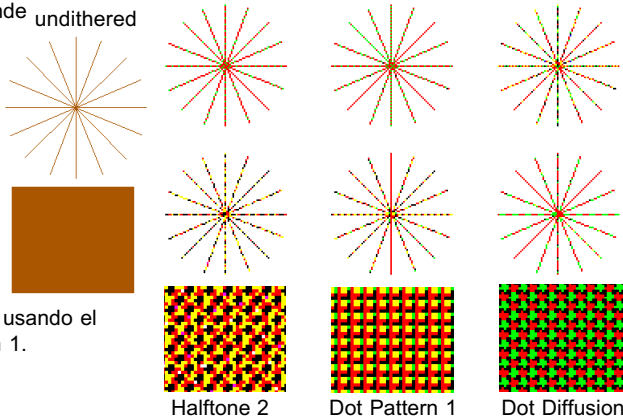 undithered
usando el
1.
Halftone 2
Dot Pattern 1
Dot Diffusion